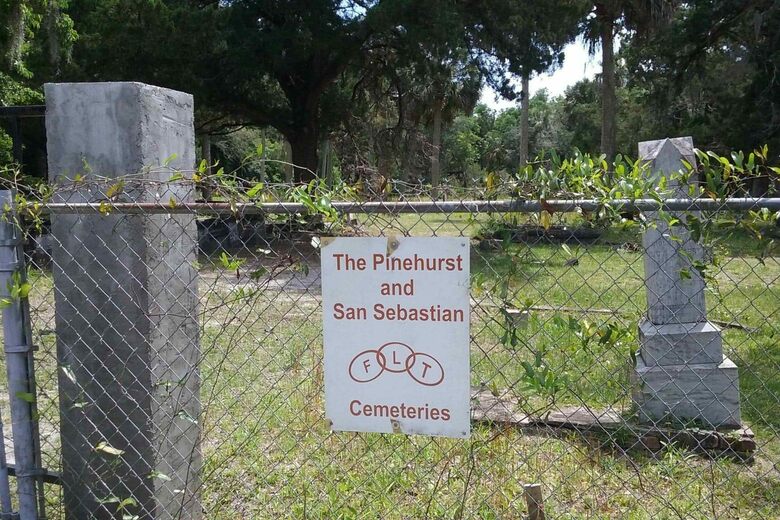 The Pinehurst
and
San Sebastian
F L T
Cemeteries